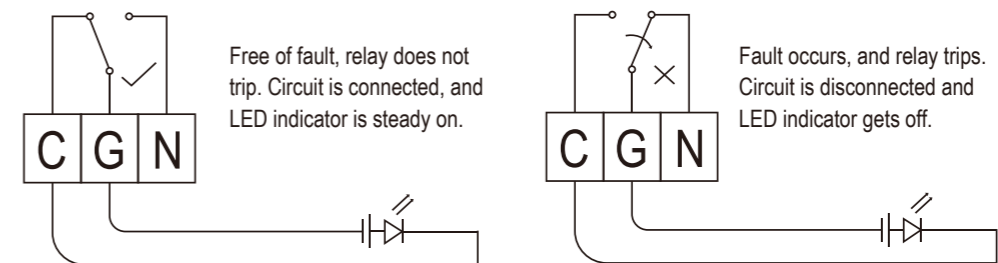 Free of fault, relay does not
trip. Circuit is connected, and
LED indicator is steady on.
C G N
Fault occurs, and relay trips.
Circuit is disconnected and
LED indicator gets off.
C G N